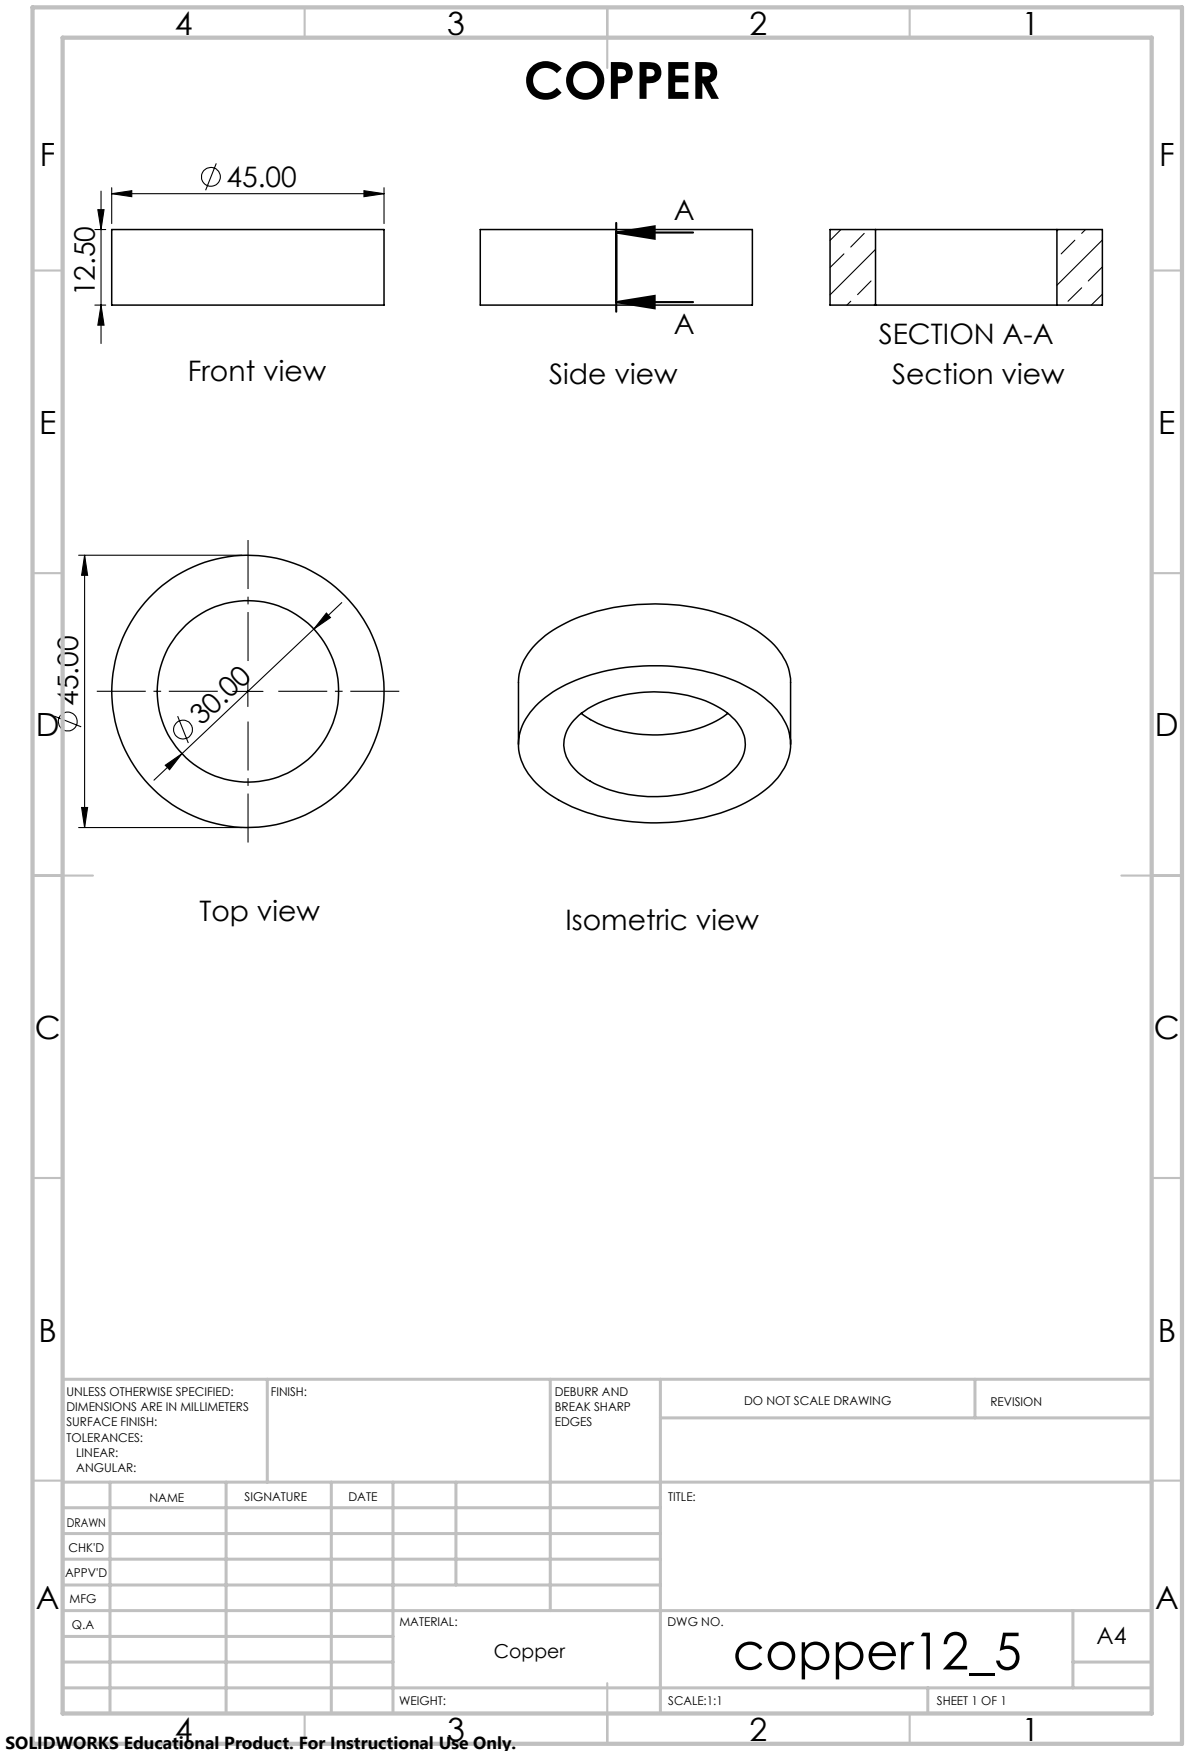 4 3 2 1
COPPER
F F
⌀ 45.00
12.50
A
A
SECTION A-A
Front view
Side view
Section view
E E
⌀ 45.00
⌀ 30.00
D D
Top view
Isometric view
C C
B B
UNLESS OTHERWISE SPECIFIED:
DIMENSIONS ARE IN MILLIMETERS
SURFACE FINISH:
TOLERANCES:
LINEAR:
ANGULAR:
FINISH:
DEBURR AND
BREAK SHARP
EDGES
DO NOT SCALE DRAWING
REVISION
NAME SIGNATURE DATE
TITLE:
DRAWN
CHK'D
APPV'D
MFG
Q.A
A A
MATERIAL:
Copper
DWG NO.
copper12_5
A4
WEIGHT:
SCALE:1:1
SHEET 1 OF 1
4 3 2 1
SOLIDWORKS Educational Product. For Instructional Use Only.